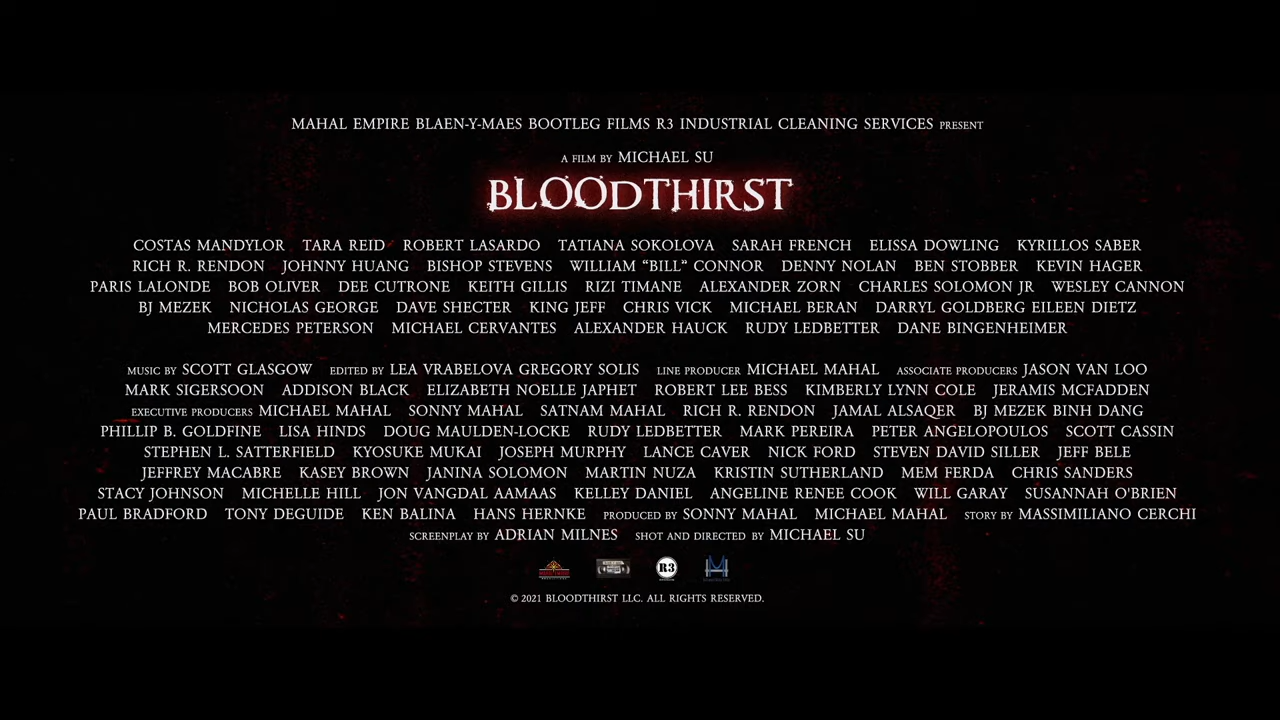 MAHAL EMPIRE BLAEN-Y-MAES BOOTLEG FILMS R3 INDUSTRIAL CLEANING SERVICES PRESENT
A FILM BY MICHAEL SU
BLOODTHIRST
COSTAS MANDYLOR TARA REID ROBERT LASARDO TATIANA SOKOLOVA SARAH FRENCH ELISSA DOWLING KYRILLOS SABER
RICH R. RENDON JOHNNY HUANG BISHOP STEVENS WILLIAM “BILL” CONNOR DENNY NOLAN BEN STOBBER KEVIN HAGER
PARIS LALONDE BOB OLIVER DEE CUTRONE KEITH GILLIS RIZI TIMANE ALEXANDER ZORN CHARLES SOLOMON JR WESLEY CANNON
BJ MEZEK NICHOLAS GEORGE DAVE SHECTER KING JEFF CHRIS VICK MICHAEL BERAN DARRYL GOLDBERG EILEEN DIETZ
MERCEDES PETERSON MICHAEL CERVANTES ALEXANDER HAUCK RUDY LEDBETTER DANE BINGENHEIMER
MUSIC BY SCOTT GLASGOW EDITED BY LEA VRABELOVA GREGORY SOLIS LINE PRODUCER MICHAEL MAHAL ASSOCIATE PRODUCERS JASON VAN LOO
MARK SIGERSOON ADDISON BLACK ELIZABETH NOELLE JAPHET ROBERT LEE BESS KIMBERLY LYNN COLE JERAMIS MCFADDEN
EXECUTIVE PRODUCERS MICHAEL MAHAL SONNY MAHAL SATNAM MAHAL RICH R. RENDON JAMAL ALSAQER BJ MEZEK BINH DANG
PHILLIP B. GOLDFINE LISA HINDS DOUG MAULDEN-LOCKE RUDY LEDBETTER MARK PEREIRA PETER ANGELOPOULOS SCOTT CASSIN
STEPHEN L. SATTERFIELD KYOSUKE MUKAI JOSEPH MURPHY LANCE CAVER NICK FORD STEVEN DAVID SILLER JEFF BELE
JEFFREY MACABRE KASEY BROWN JANINA SOLOMON MARTIN NUZA KRISTIN SUTHERLAND MEM FERDA CHRIS SANDERS
STACY JOHNSON MICHELLE HILL JON VANGDAL AAMAAS KELLEY DANIEL ANGELINE RENEE COOK WILL GARAY SUSANNAH O'BRIEN
PAUL BRADFORD TONY DEGUIDE KEN BALINA HANS HERNKE PRODUCED BY SONNY MAHAL MICHAEL MAHAL STORY BY MASSIMILIANO CERCHI
SCREENPLAY BY ADRIAN MILNES SHOT AND DIRECTED BY MICHAEL SU
R3
© 2021 BLOODTHIRST LLC. ALL RIGHTS RESERVED.